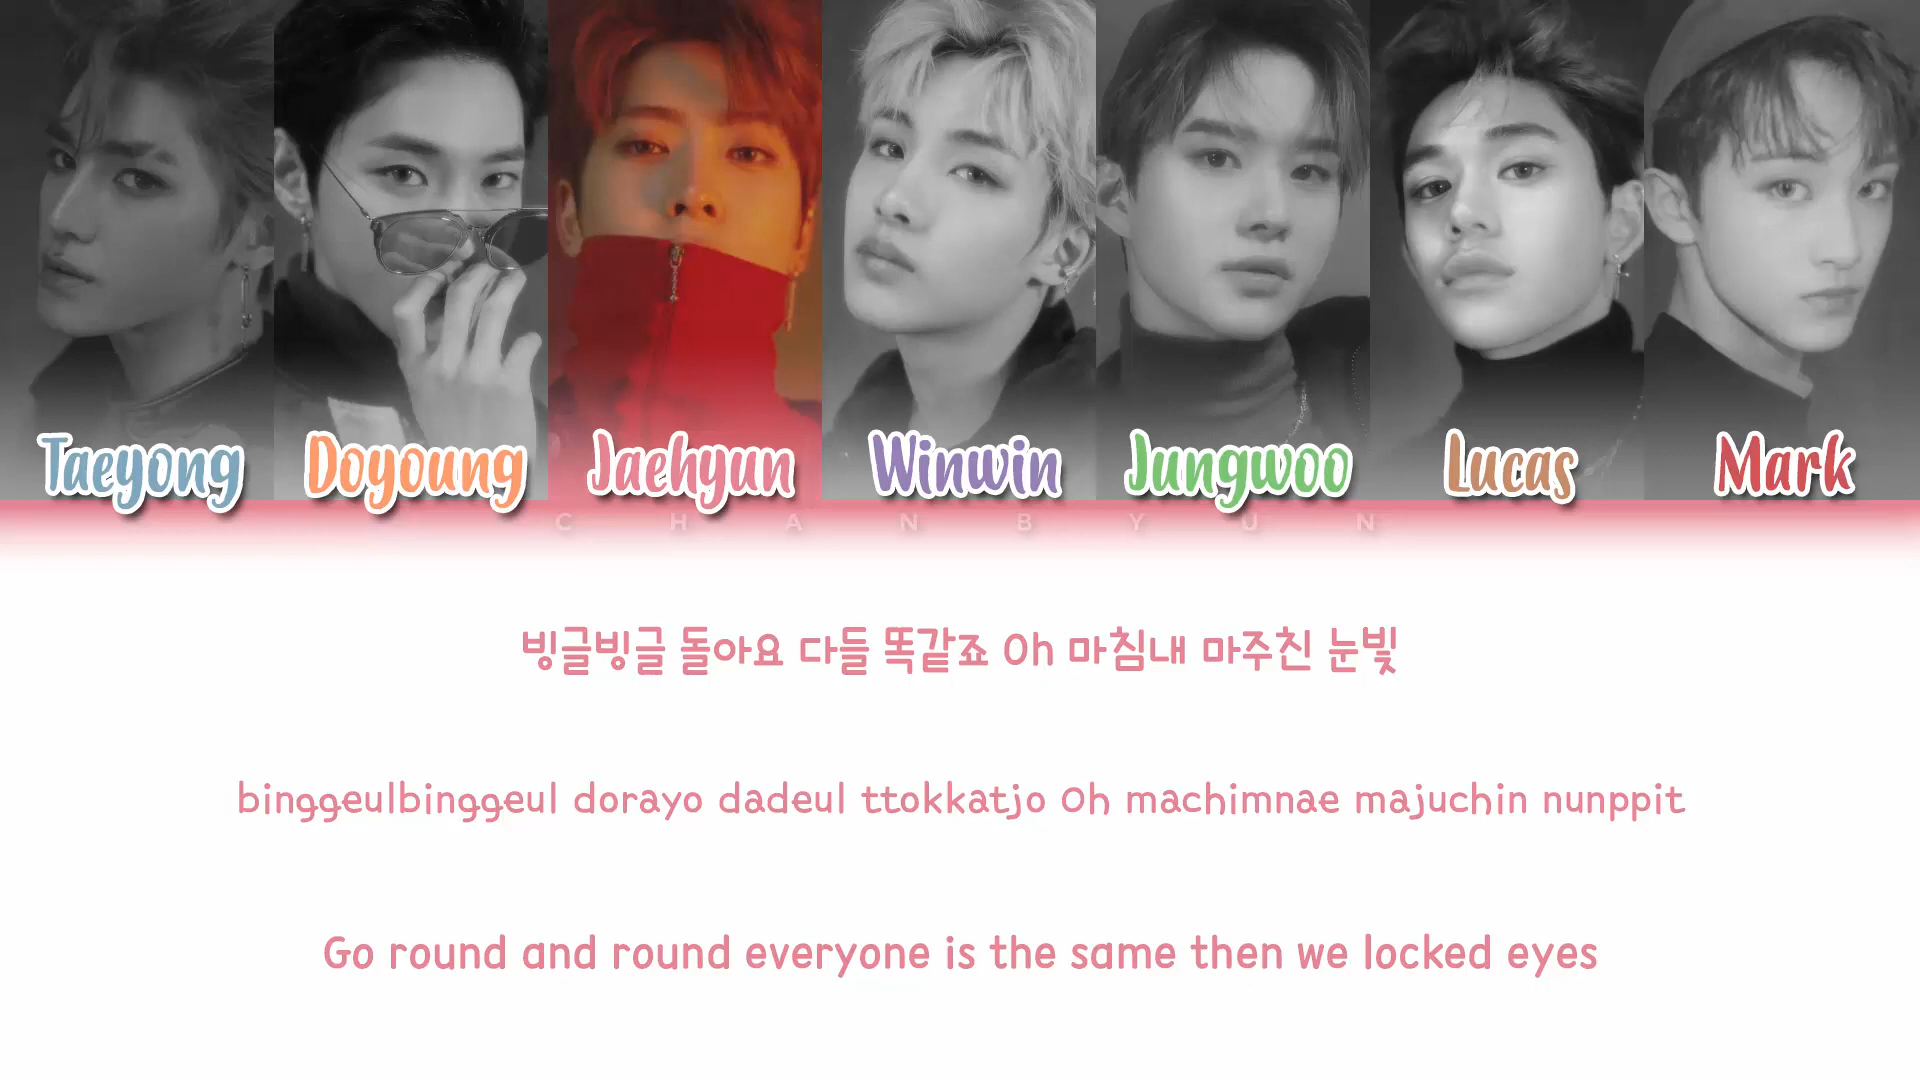 Taeyong Doyoung Jaehyun Winwin Jungwoo Lucas Mark
CHANBYUN
빙글빙글 돌아요 다들 똑같죠 Oh 마침내 마주친 눈빛
binggeulbinggeul dorayo dadeul ttokkatjo Oh machimnae majuchin nunppit
Go round and round everyone is the same then we locked eyes